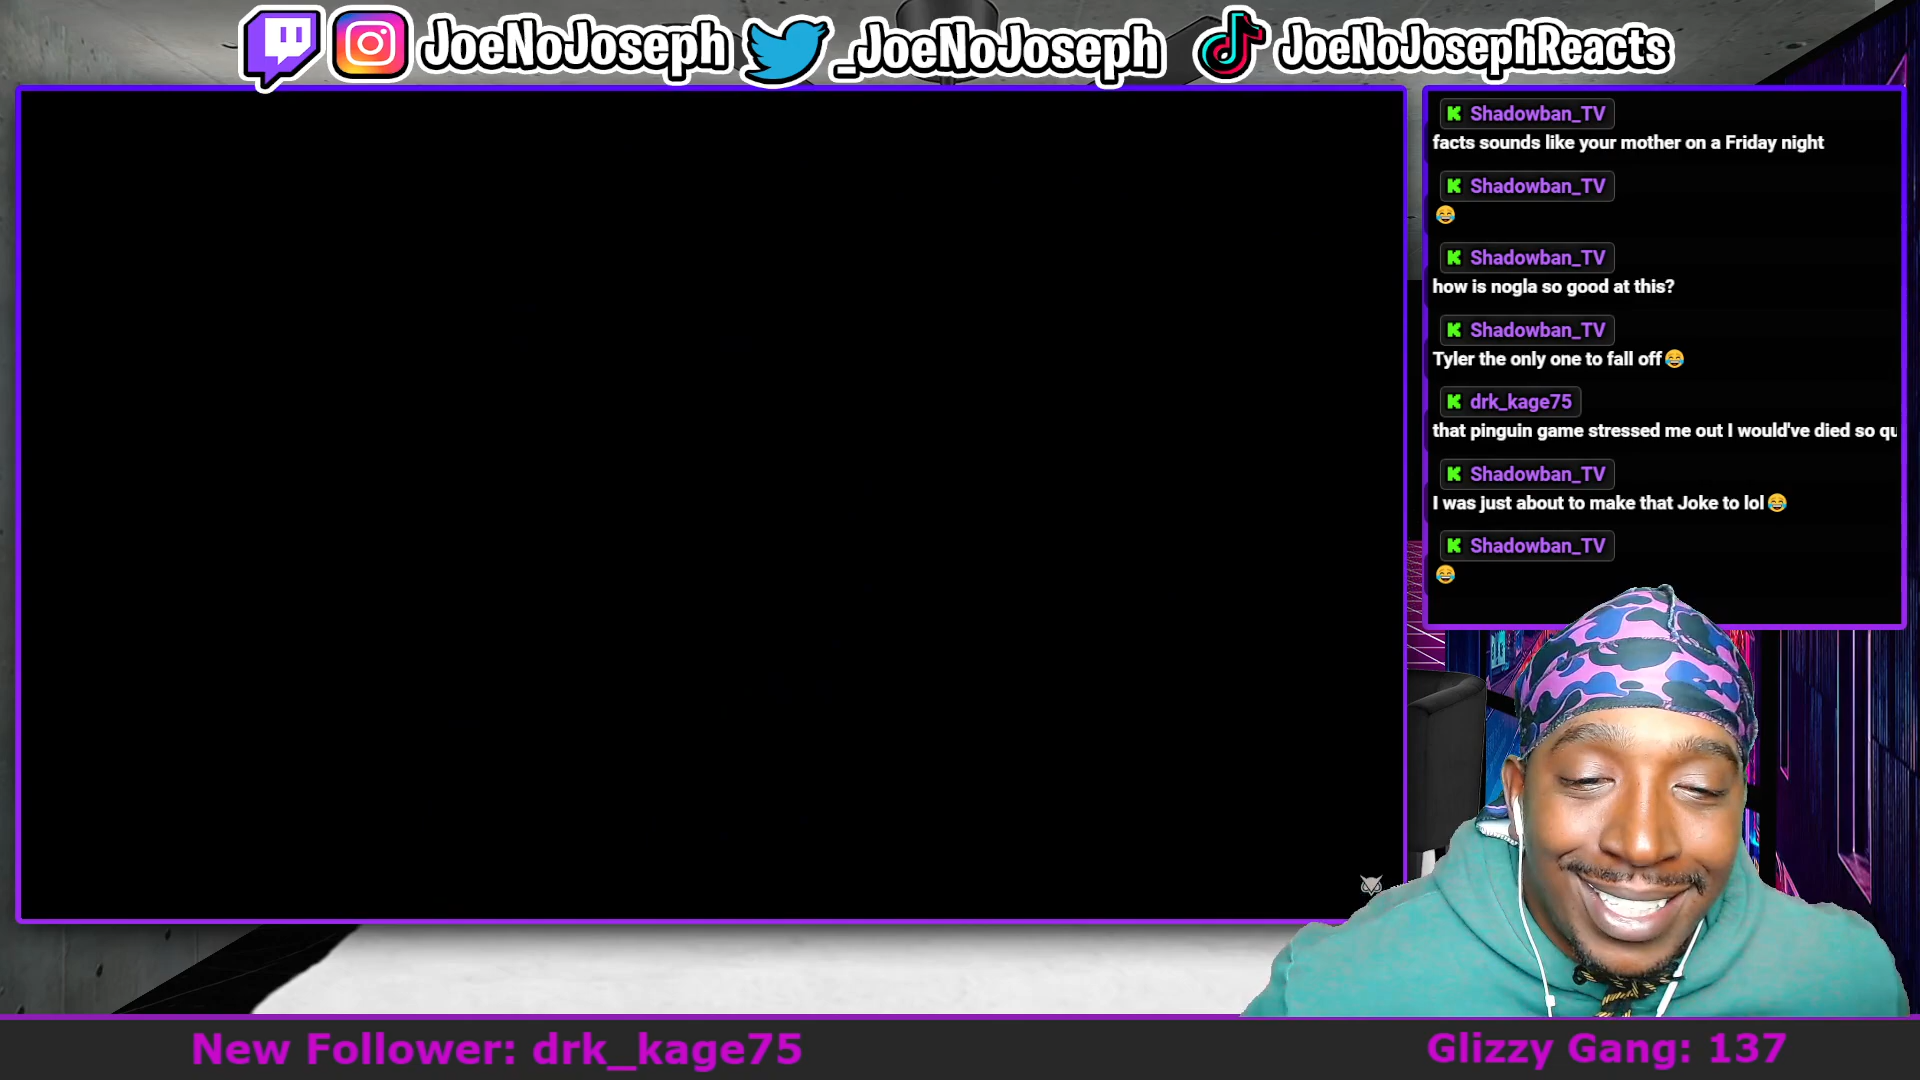 JoeNoJoseph
_JoeNoJoseph
JoeNoJosephReacts
Shadowban_TV
facts sounds like your mother on a Friday night
Shadowban_TV
😂
Shadowban_TV
how is nogla so good at this?
Shadowban_TV
Tyler the only one to fall off😂
drk_kage75
that pinguin game stressed me out I would've died so qu
Shadowban_TV
I was just about to make that Joke to lol😂
Shadowban_TV
😂
New Follower: drk_kage75
Glizzy Gang: 137